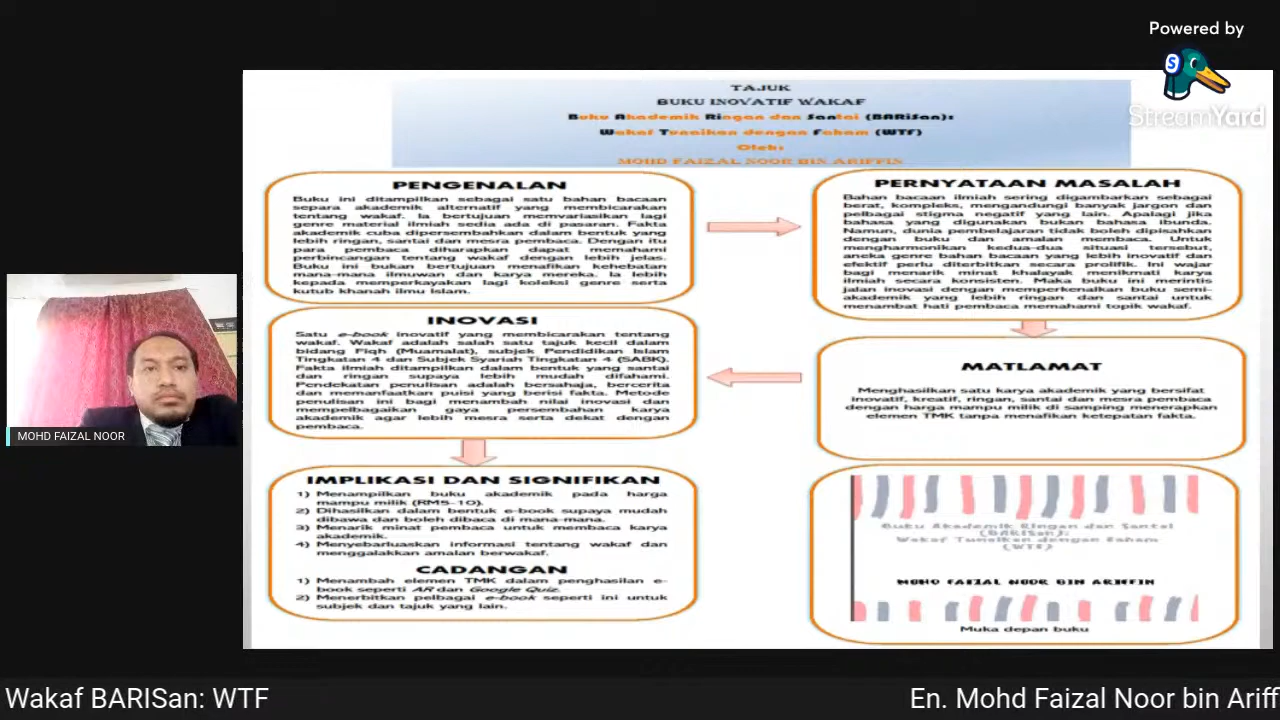 Powered by
StreamYard
TAJUK
BUKU INOVATIF WAKAF
Buku Akademik Ringan dan Santai (BARiSan):
Wakaf Tunaikan dengan Faham (WTF)
Oleh:
MOHD FAIZAL NOOR BIN ARIFFIN
PENGENALAN
Buku ini ditampilkan sebagai satu bahan bacaan
separa akademik alternatif yang membicarakan
tentang wakaf. Ia bertujuan memvariasikan lagi
genre material ilmiah sedia ada di pasaran. Fakta
akademik cuba dipersembahkan dalam bentuk yang
lebih ringan, santai dan mesra pembaca. Dengan itu
para pembaca diharapkan dapat memahami
perbincangan tentang wakaf dengan lebih jelas.
Buku ini bukan bertujuan menafikan kehebatan
mana-mana ilmuwan dan karya mereka. Ia lebih
kepada memperkayakan lagi koleksi genre serta
kutub khanah ilmu Islam.
PERNYATAAN MASALAH
Bahan bacaan ilmiah sering digambarkan sebagai
berat, kompleks, mengandungi banyak jargon dan
pelbagai stigma negatif yang lain. Apalagi jika
bahasa yang digunakan bukan bahasa ibunda.
Namun, dunia pembelajaran tidak boleh dipisahkan
dengan buku dan amalan membaca. Untuk
mengharmonikan kedua-dua situasi tersebut,
aneka genre bahan bacaan yang lebih inovatif dan
efektif perlu diterbitkan secara prolifik. Ini wajar
bagi menarik minat khalayak menikmati karya
ilmiah secara konsisten. Maka buku ini merintis
jalan inovasi dengan memperkenalkan buku semi-
akademik yang lebih ringan dan santai untuk
menambat hati pembaca memahami topik wakaf.
INOVASI
Satu e-book inovatif yang membicarakan tentang
wakaf. Wakaf adalah salah satu tajuk kecil dalam
bidang Fiqh (Muamalat), subjek Pendidikan Islam
Tingkatan 4 dan Subjek Syariah Tingkatan 4 (SABK).
Fakta ilmiah ditampilkan dalam bentuk yang santai
dan ringan supaya lebih mudah difahami.
Pendekatan penulisan adalah bersahaja, bercerita
dan memanfaatkan puisi yang berisi fakta. Metode
penulisan ini bagi menambah nilai inovasi dan
mempelbagaikan gaya persembahan karya
akademik agar lebih mesra serta dekat dengan
pembaca.
MATLAMAT
Menghasilkan satu karya akademik yang bersifat
inovatif, kreatif, ringan, santai dan mesra pembaca
dengan harga mampu milik di samping menerapkan
elemen TMK tanpa menafikan ketepatan fakta.
IMPLIKASI DAN SIGNIFIKAN
1) Menampilkan buku akademik pada harga
mampu milik (RM5-10).
2) Dihasilkan dalam bentuk e-book supaya mudah
dibawa dan boleh dibaca di mana-mana.
3) Menarik minat pembaca untuk membaca karya
akademik.
4) Menyebarluaskan informasi tentang wakaf dan
menggalakkan amalan berwakaf.
CADANGAN
1) Menambah elemen TMK dalam penghasilan e-
book seperti AR dan Google Quiz.
2) Menerbitkan pelbagai e-book seperti ini untuk
subjek dan tajuk yang lain.
Buku Akademik Ringan dan Santai
(BARiSan):
Wakaf Tunaikan dengan Faham
(WTF)
MOHD FAIZAL NOOR BIN ARIFFIN
Muka depan buku
MOHD FAIZAL NOOR
Wakaf BARISan: WTF
En. Mohd Faizal Noor bin Ariff